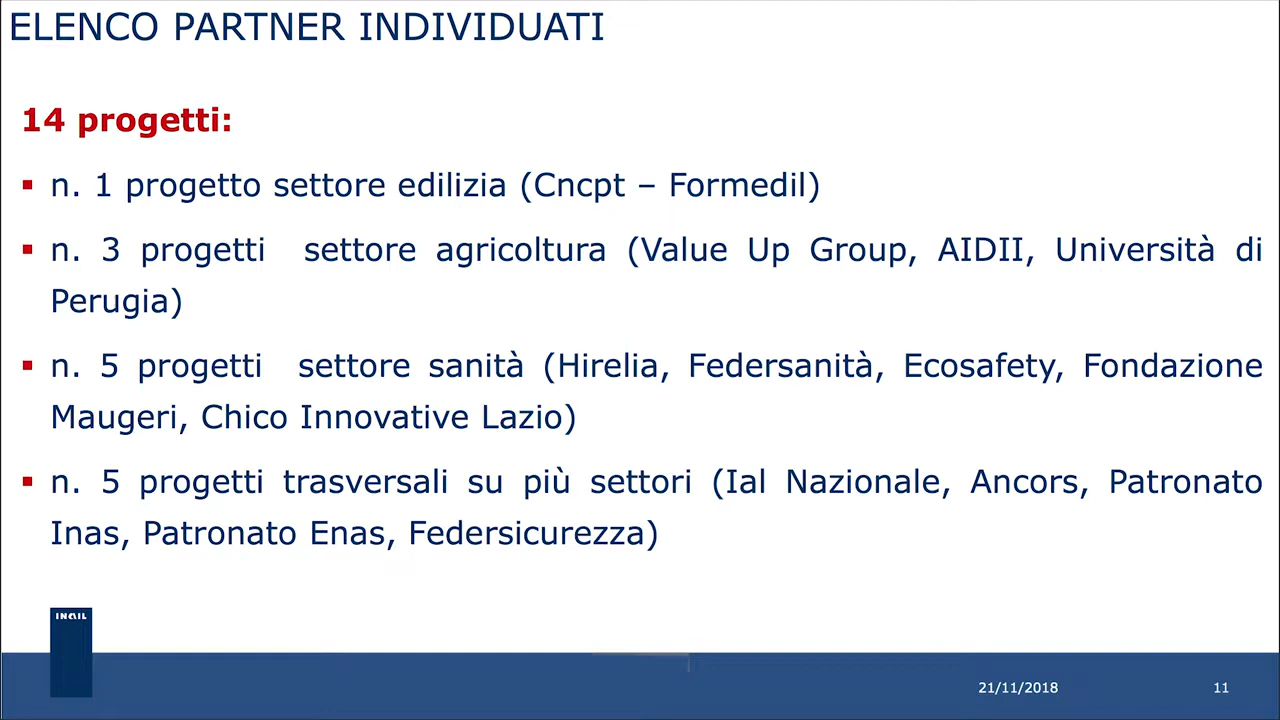 ELENCO PARTNER INDIVIDUATI
14 progetti:
▪ n. 1 progetto settore edilizia (Cncpt – Formedil)
▪ n. 3 progetti settore agricoltura (Value Up Group, AIDII, Università di
Perugia)
▪ n. 5 progetti settore sanità (Hirelia, Federsanità, Ecosafety, Fondazione
Maugeri, Chico Innovative Lazio)
▪ n. 5 progetti trasversali su più settori (Ial Nazionale, Ancors, Patronato
Inas, Patronato Enas, Federsicurezza)
INAIL
21/11/2018 11